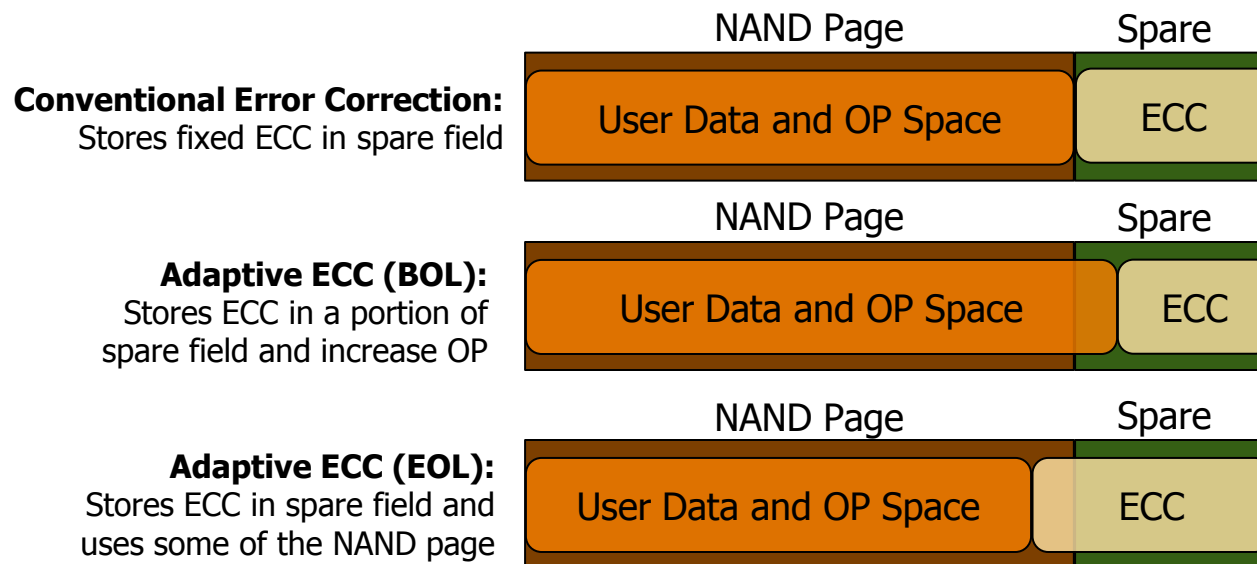 NAND Page Spare
Conventional Error Correction:
Stores fixed ECC in spare field
User Data and OP Space ECC
NAND Page Spare
Adaptive ECC (BOL):
Stores ECC in a portion of
spare field and increase OP
User Data and OP Space ECC
NAND Page Spare
Adaptive ECC (EOL):
Stores ECC in spare field and
uses some of the NAND page
User Data and OP Space ECC